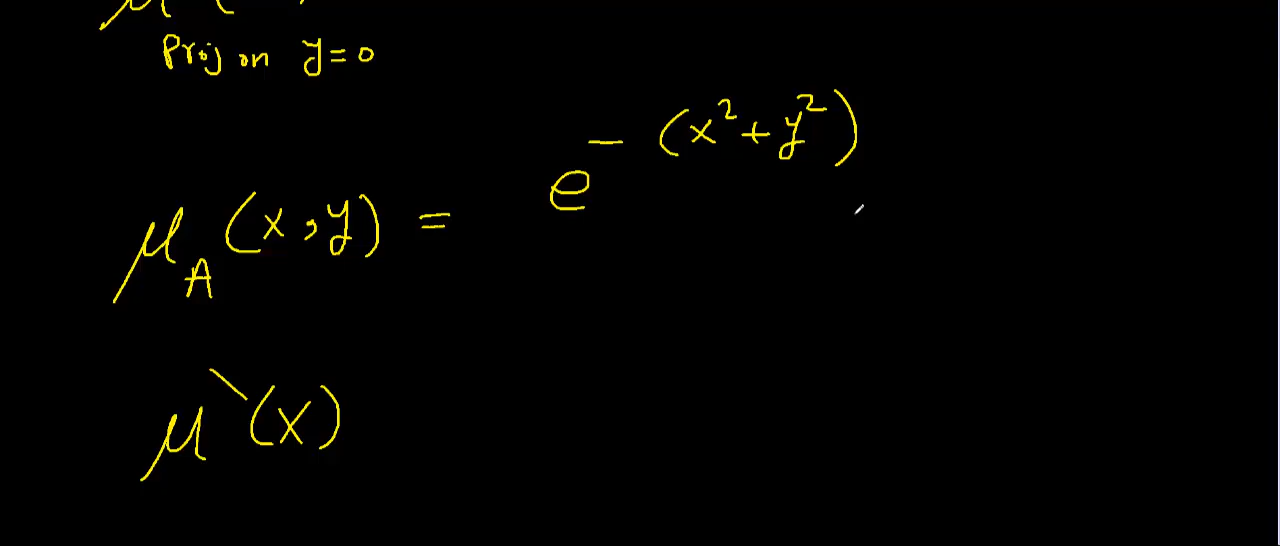 Proj on y=0
μ_A (x,y) = e^-(x²+y²)
μ`(x)